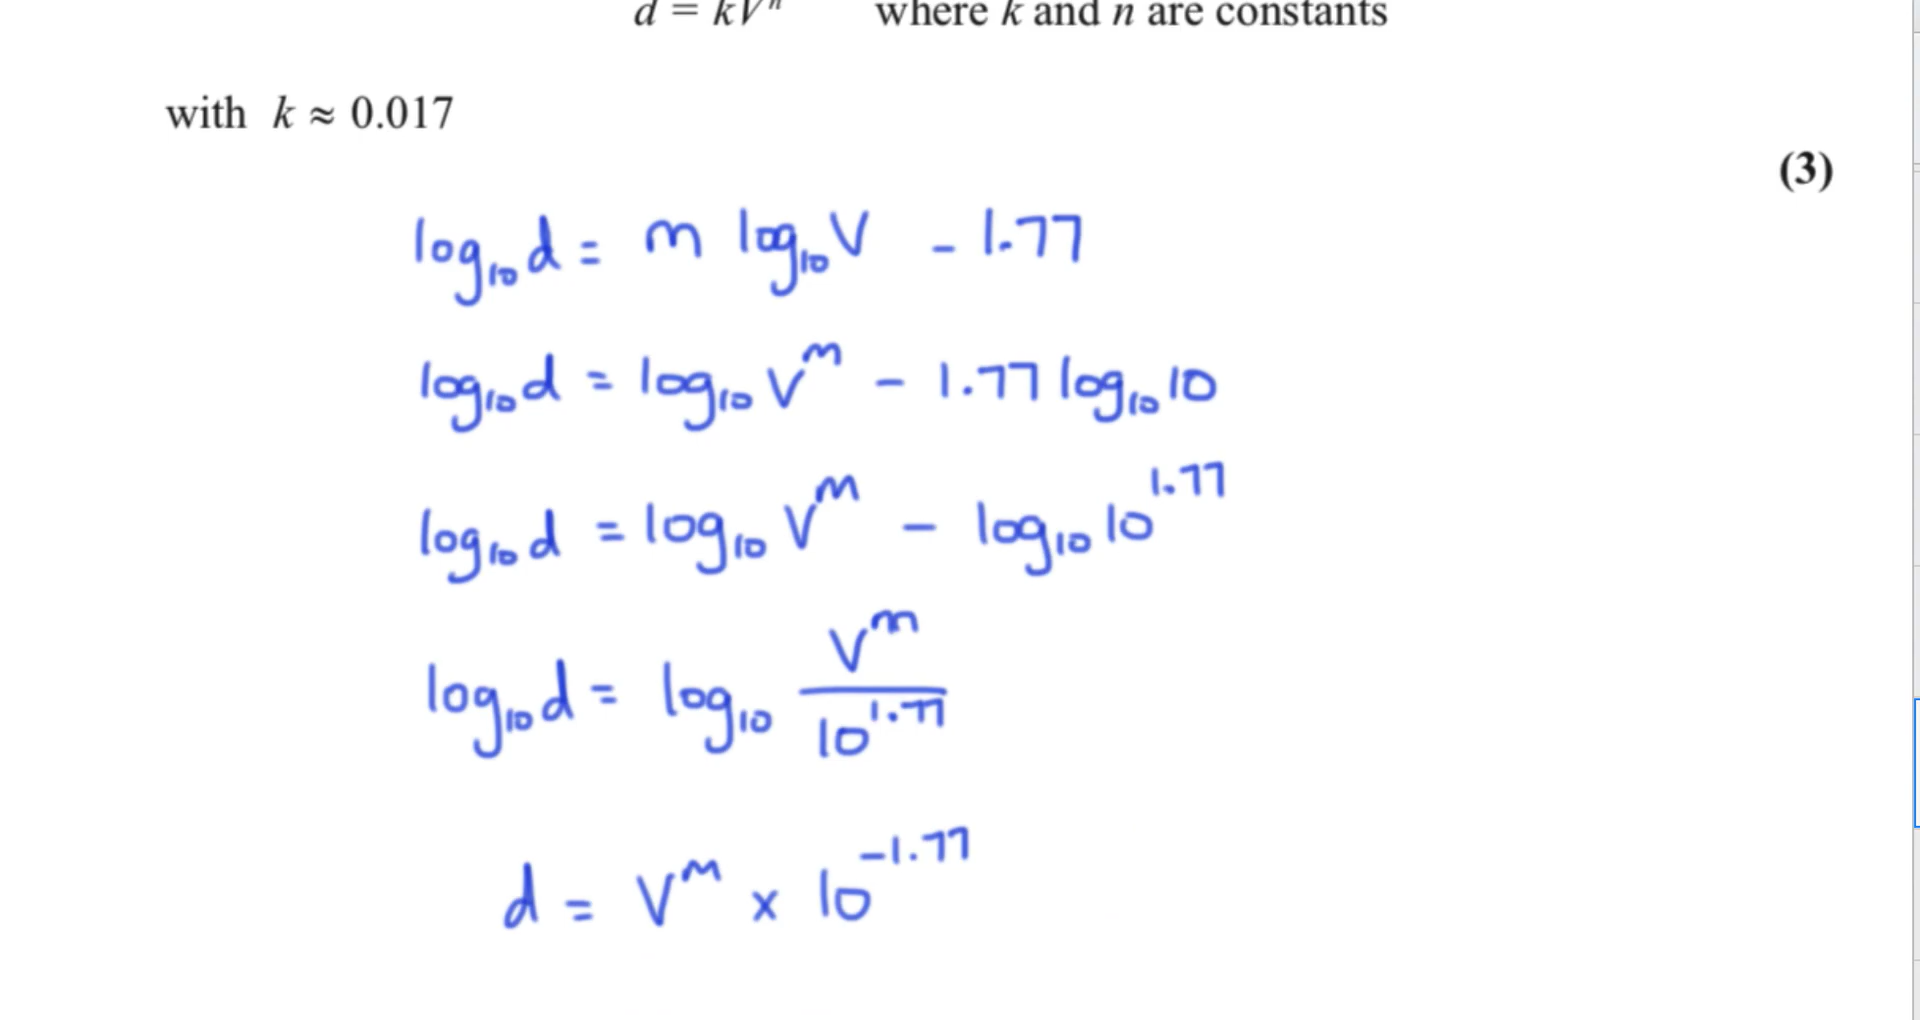 d = kVⁿ where k and n are constants
with k ≈ 0.017
(3)
log₁₀d = m log₁₀V - 1.77
log₁₀d = log₁₀V^m - 1.77 log₁₀10
log₁₀d = log₁₀V^m - log₁₀10^1.77
log₁₀d = log₁₀ V^m / 10^1.77
d = V^m × 10^-1.77